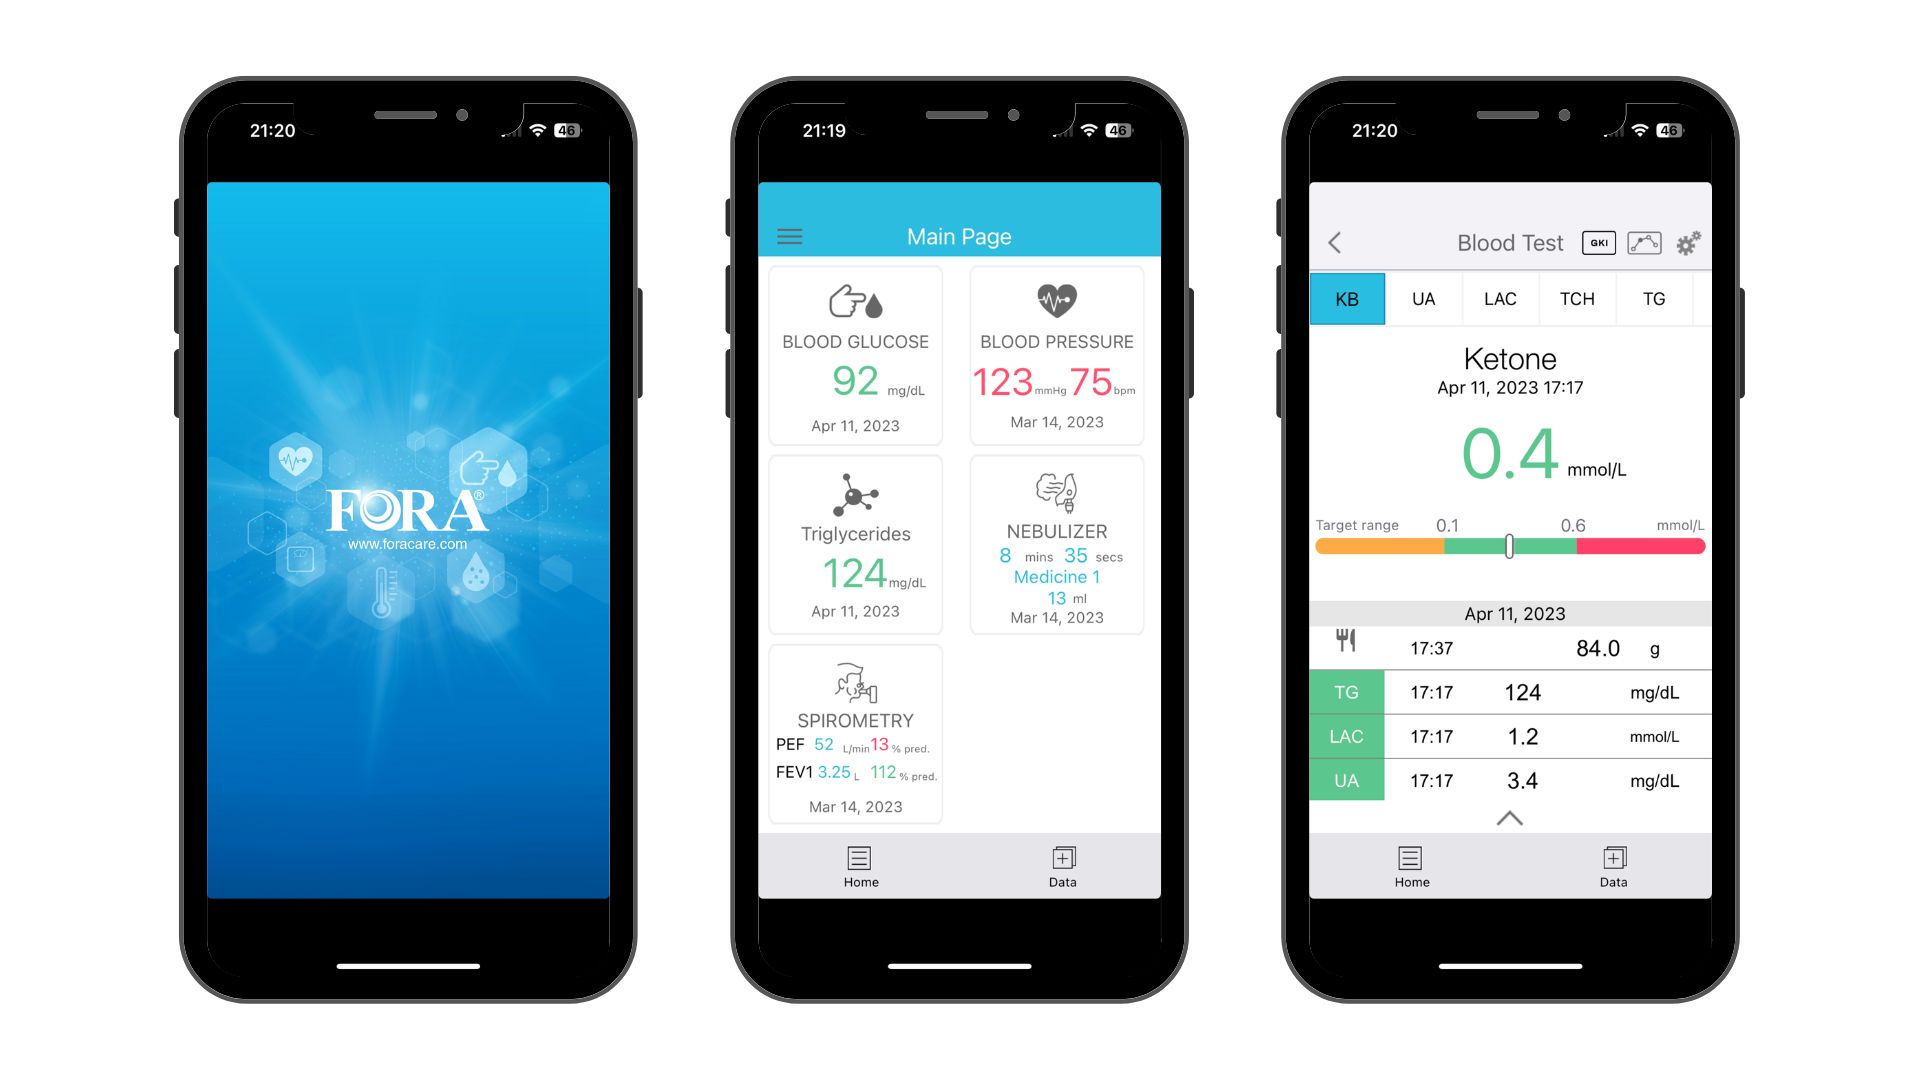 21:20
46
FORA®
www.foracare.com
21:19
46
Main Page
BLOOD GLUCOSE
92 mg/dL
Apr 11, 2023
BLOOD PRESSURE
123 mmHg 75 bpm
Mar 14, 2023
Triglycerides
124 mg/dL
Apr 11, 2023
NEBULIZER
8 mins 35 secs
Medicine 1
13 ml
Mar 14, 2023
SPIROMETRY
PEF 52 L/min 13 % pred.
FEV1 3.25 L 112 % pred.
Mar 14, 2023
Home
Data
21:20
46
Blood Test
GKI
KB UA LAC TCH TG
Ketone
Apr 11, 2023 17:17
0.4 mmol/L
Target range 0.1 0.6 mmol/L
Apr 11, 2023
17:37 84.0 g
TG 17:17 124 mg/dL
LAC 17:17 1.2 mmol/L
UA 17:17 3.4 mg/dL
Home
Data